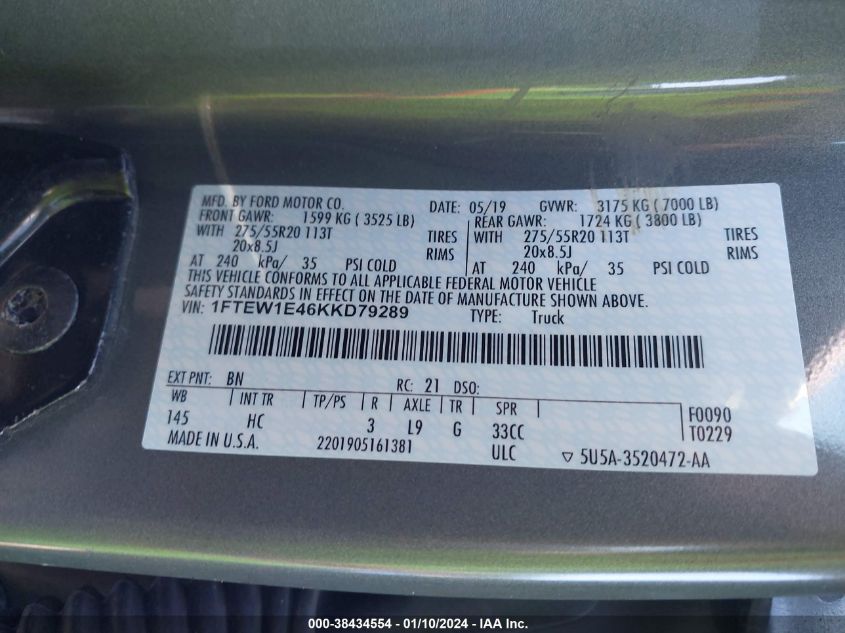 MFD. BY FORD MOTOR CO. DATE: 05/19 GVWR: 3175 KG ( 7000 LB)
FRONT GAWR: 1599 KG ( 3525 LB) REAR GAWR: 1724 KG ( 3800 LB)
WITH 275/55R20 113T TIRES WITH 275/55R20 113T TIRES
20x8.5J RIMS 20x8.5J RIMS
AT 240 kPa/ 35 PSI COLD AT 240 kPa/ 35 PSI COLD
THIS VEHICLE CONFORMS TO ALL APPLICABLE FEDERAL MOTOR VEHICLE
SAFETY STANDARDS IN EFFECT ON THE DATE OF MANUFACTURE SHOWN ABOVE.
VIN: 1FTEW1E46KKD79289 TYPE: Truck
EXT PNT: BN RC: 21 DSO:
WB INT TR TP/PS R AXLE TR SPR F0090
145 HC 3 L9 G 33CC T0229
MADE IN U.S.A. 2201905161381 ULC ▽ 5U5A-3520472-AA
000-38434554 - 01/10/2024 - IAA Inc.